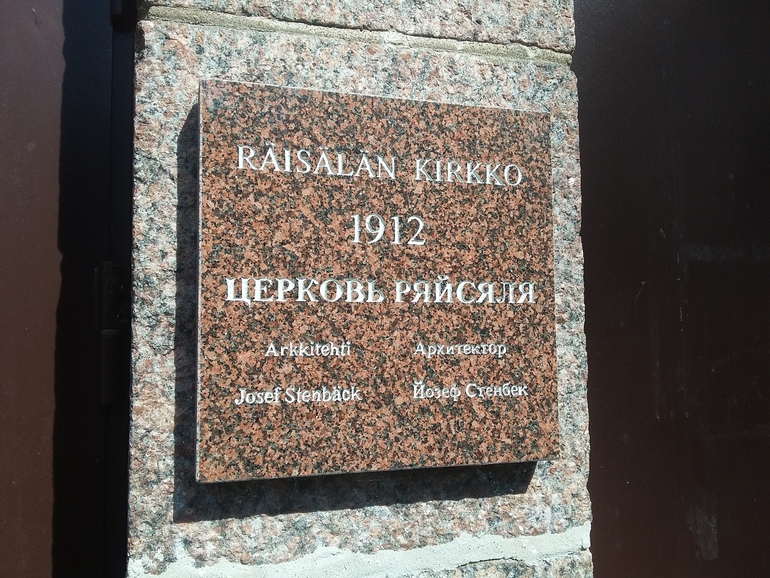 RÄISÄLÄN KIRKKO
1912
ЦЕРКОВЬ РЯЙСЯЛЯ
Arkkitehti Архитектор
Josef Stenbäck Йозеф Стенбек